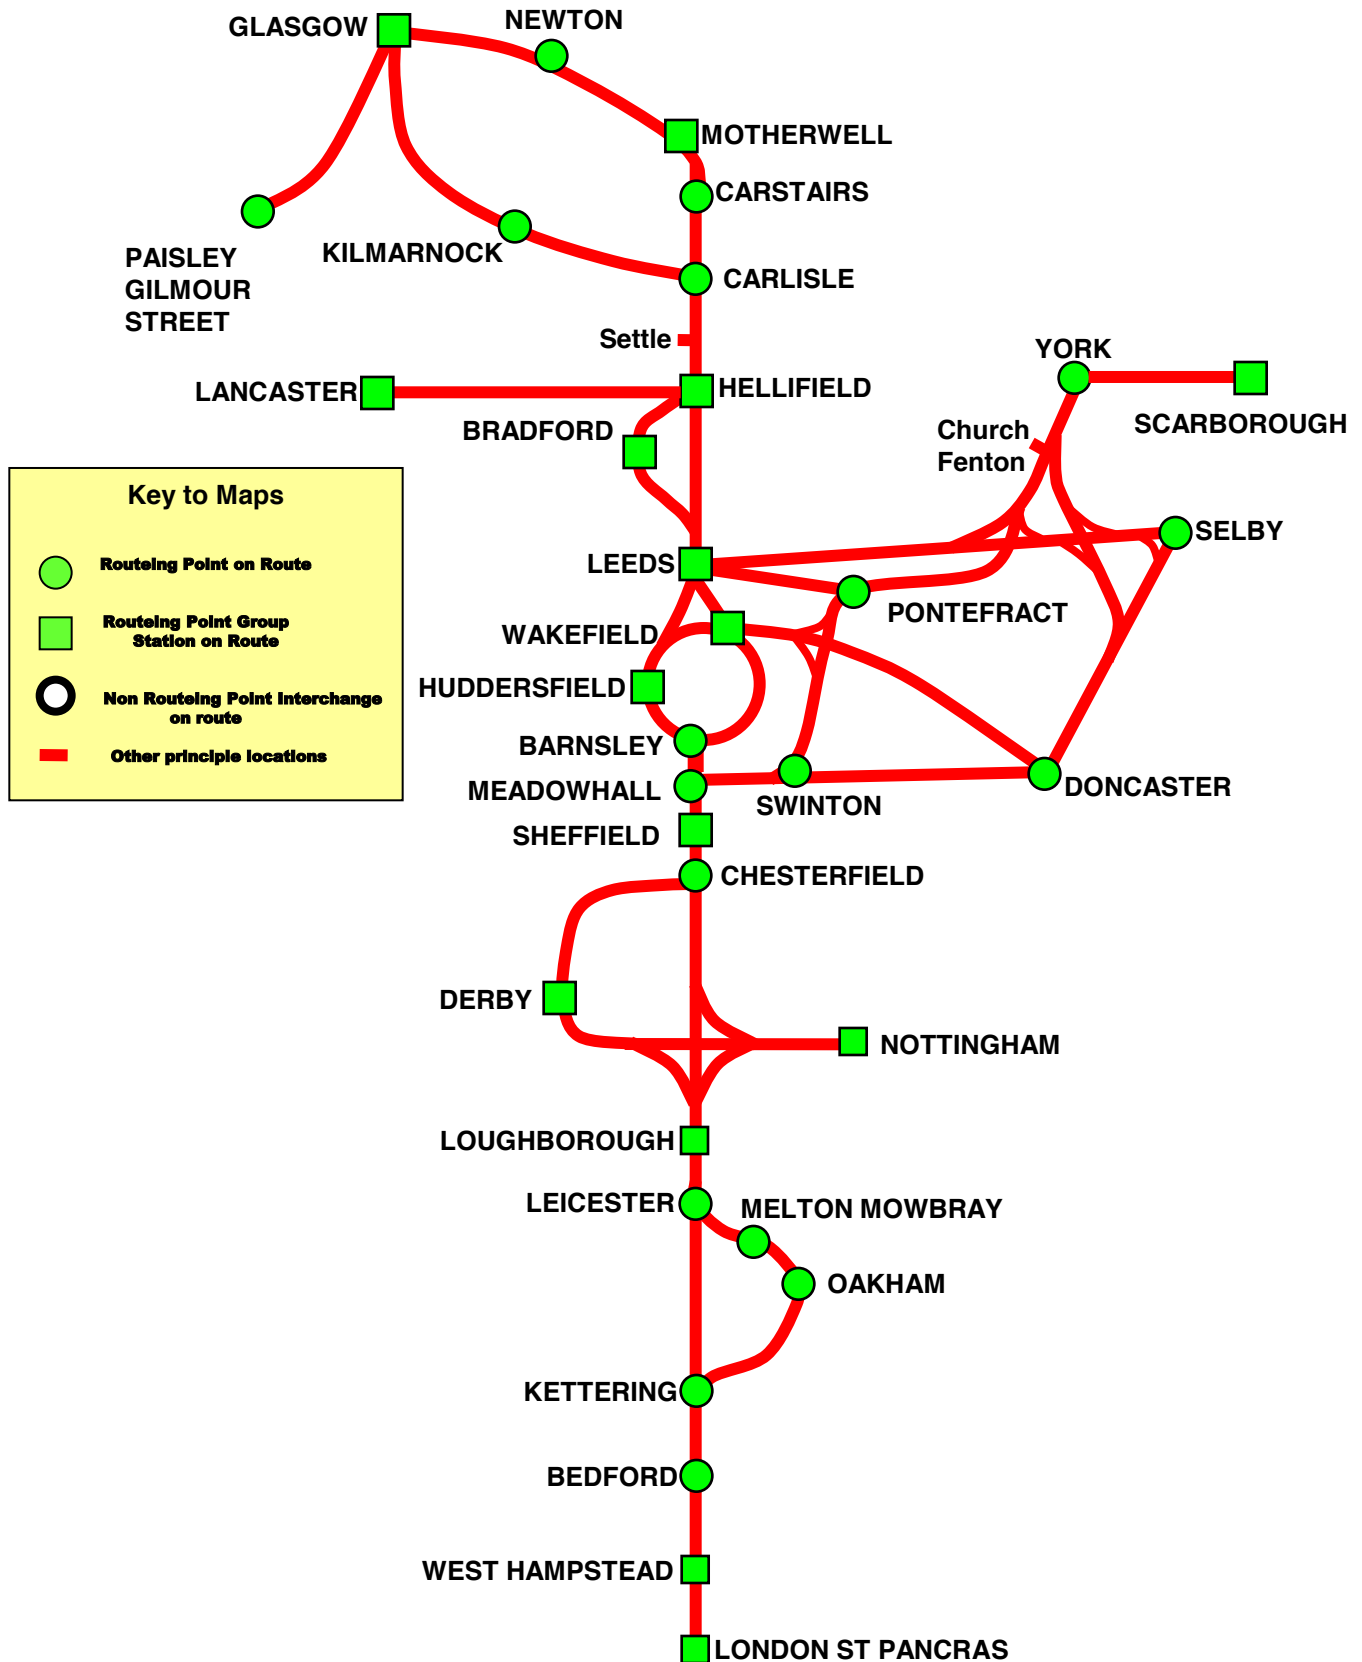 GLASGOW
NEWTON
MOTHERWELL
CARSTAIRS
PAISLEY
GILMOUR
STREET
KILMARNOCK
CARLISLE
Settle
YORK
LANCASTER
HELLIFIELD
SCARBOROUGH
BRADFORD
Church
Fenton
Key to Maps
Routeing Point on Route
Routeing Point Group
Station on Route
Non Routeing Point Interchange
on route
Other principle locations
SELBY
LEEDS
PONTEFRACT
WAKEFIELD
HUDDERSFIELD
BARNSLEY
MEADOWHALL
SWINTON
DONCASTER
SHEFFIELD
CHESTERFIELD
DERBY
NOTTINGHAM
LOUGHBOROUGH
LEICESTER
MELTON MOWBRAY
OAKHAM
KETTERING
BEDFORD
WEST HAMPSTEAD
LONDON ST PANCRAS